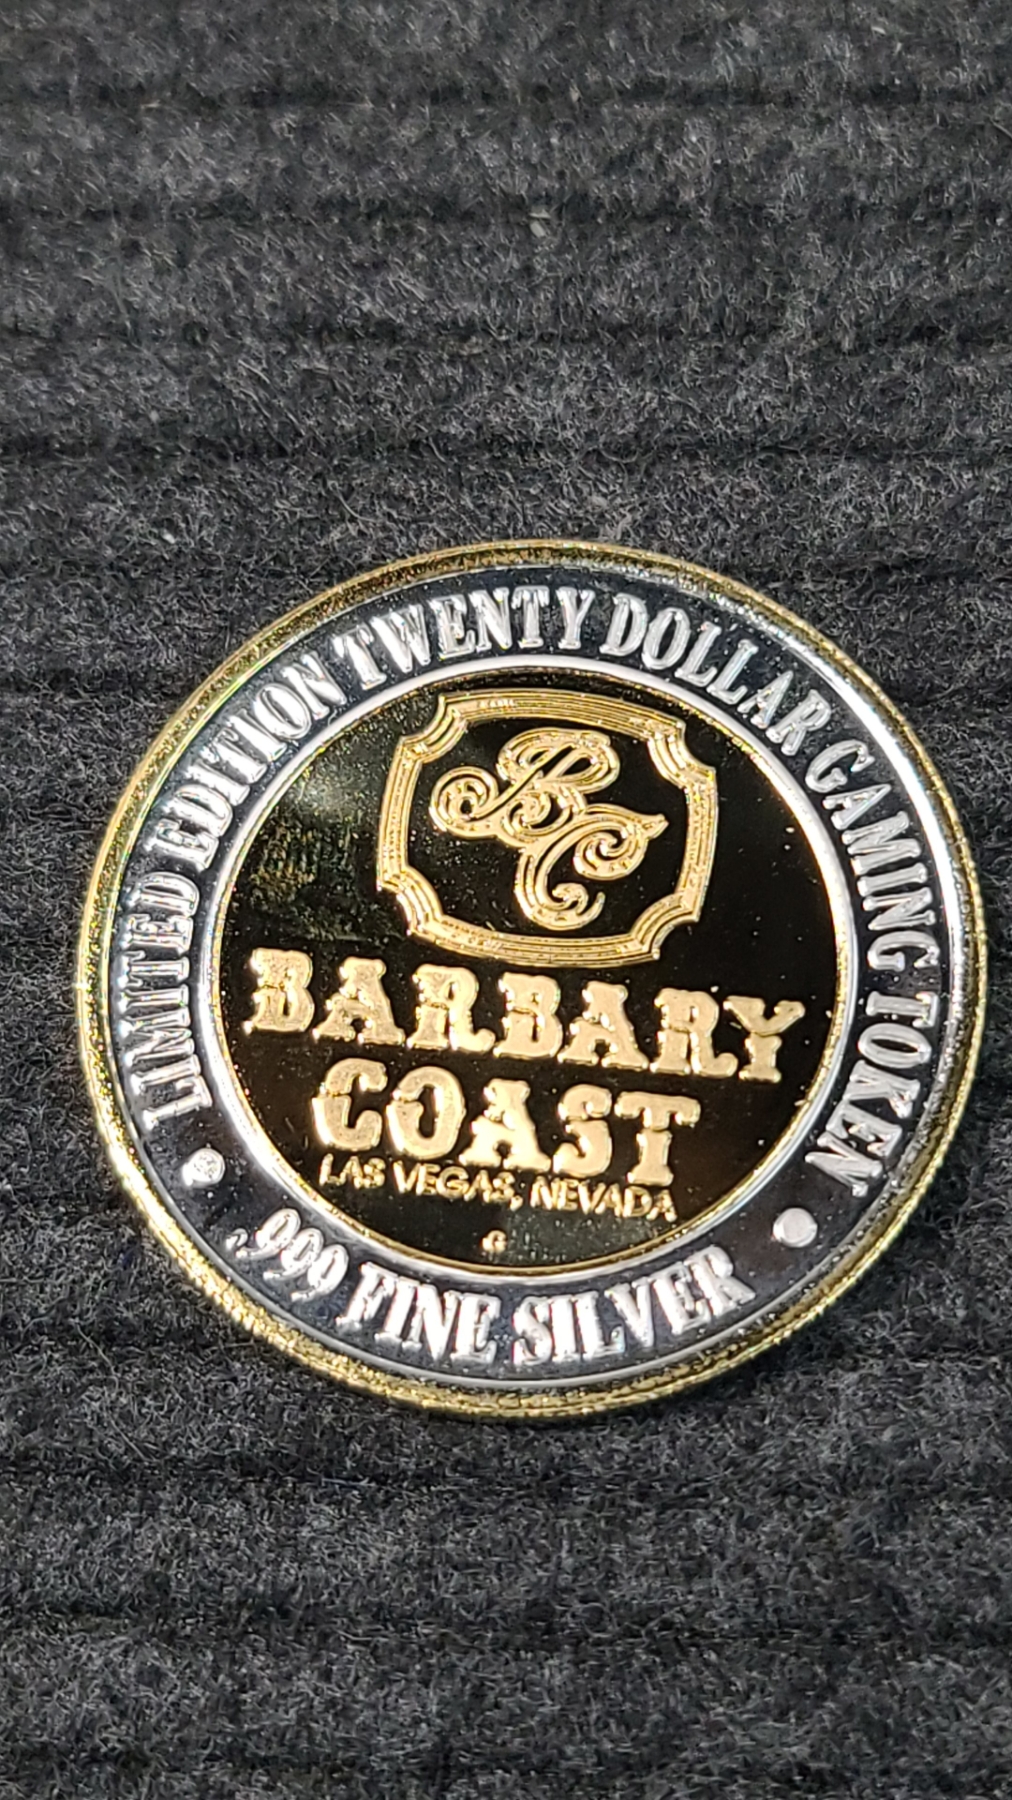 LIMITED EDITION TWENTY DOLLAR GAMING TOKEN
BC
BARBARY
COAST
LAS VEGAS, NEVADA
G
• .999 FINE SILVER •